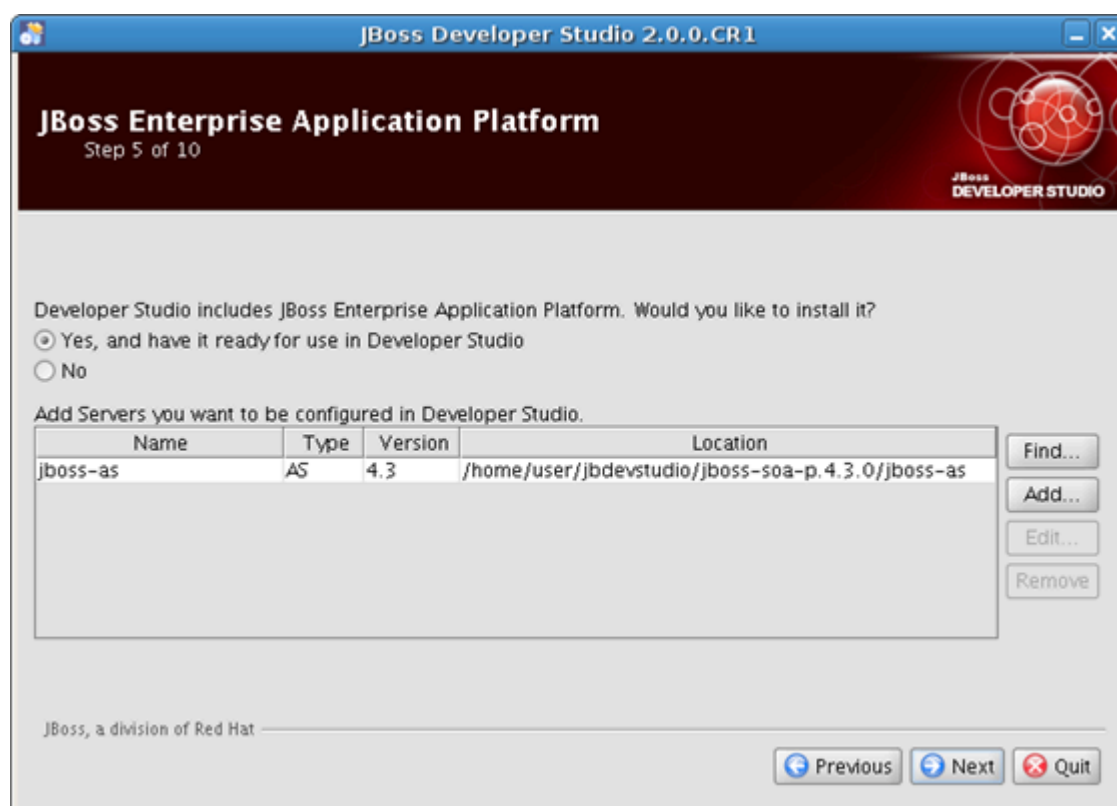 JBoss Developer Studio 2.0.0.CR1
JBoss Enterprise Application Platform
Step 5 of 10
JBoss
DEVELOPER STUDIO
Developer Studio includes JBoss Enterprise Application Platform. Would you like to install it?
Yes, and have it ready for use in Developer Studio
No
Add Servers you want to be configured in Developer Studio.
Name Type Version Location
jboss-as AS 4.3 /home/user/jbdevstudio/jboss-soa-p.4.3.0/jboss-as
Find...
Add...
Edit...
Remove
JBoss, a division of Red Hat
Previous Next Quit